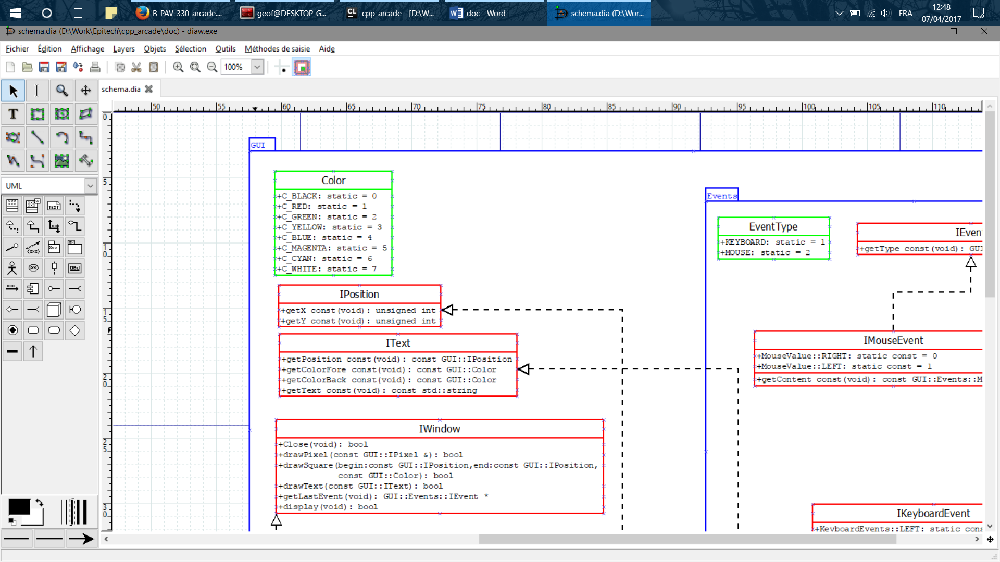 B-PAV-330_arcade....
geof@DESKTOP-G...
cpp_arcade - [D:\W...
doc - Word
schema.dia (D:\Wor...
FRA
12:48
07/04/2017
schema.dia (D:\Work\Epitech\cpp_arcade\doc) - diaw.exe
Fichier Édition Affichage Layers Objets Sélection Outils Méthodes de saisie Aide
100%
schema.dia
50 55 60 65 70 75 80 85 90 95 100 105 110
0
5
10
15
20
25
30
T
UML
TEXT
OBJ
GUI
Color
+C_BLACK: static = 0
+C_RED: static = 1
+C_GREEN: static = 2
+C_YELLOW: static = 3
+C_BLUE: static = 4
+C_MAGENTA: static = 5
+C_CYAN: static = 6
+C_WHITE: static = 7
IPosition
+getX const(void): unsigned int
+getY const(void): unsigned int
IText
+getPosition const(void): const GUI::IPosition
+getColorFore const(void): const GUI::Color
+getColorBack const(void): const GUI::Color
+getText const(void): const std::string
IWindow
+Close(void): bool
+drawPixel(const GUI::IPixel &): bool
+drawSquare(begin:const GUI::IPosition,end:const GUI::IPosition,
const GUI::Color): bool
+drawText(const GUI::IText): bool
+getLastEvent(void): GUI::Events::IEvent *
+display(void): bool
Events
EventType
+KEYBOARD: static = 1
+MOUSE: static = 2
IEven
+getType const(void): GUI
IMouseEvent
+MouseValue::RIGHT: static const = 0
+MouseValue::LEFT: static const = 1
+getContent const(void): const GUI::Events::M
IKeyboardEvent
+KeyboardEvents::LEFT: static cons